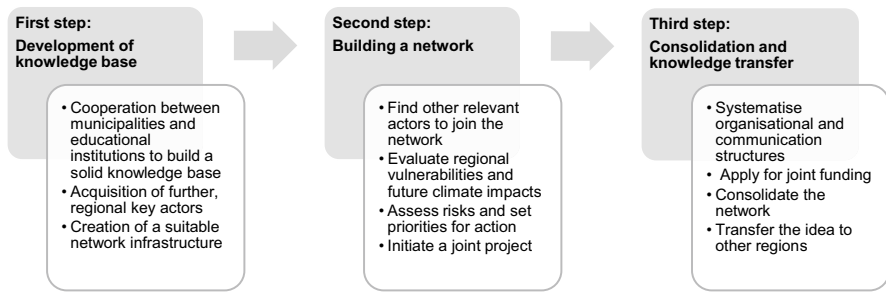 First step:
Development of
knowledge base
• Cooperation between
municipalities and
educational
institutions to build a
solid knowledge base
• Acquisition of further,
regional key actors
• Creation of a suitable
network infrastructure
Second step:
Building a network
• Find other relevant
actors to join the
network
• Evaluate regional
vulnerabilities and
future climate impacts
• Assess risks and set
priorities for action
• Initiate a joint project
Third step:
Consolidation and
knowledge transfer
• Systematise
organisational and
communication
structures
• Apply for joint funding
• Consolidate the
network
• Transfer the idea to
other regions